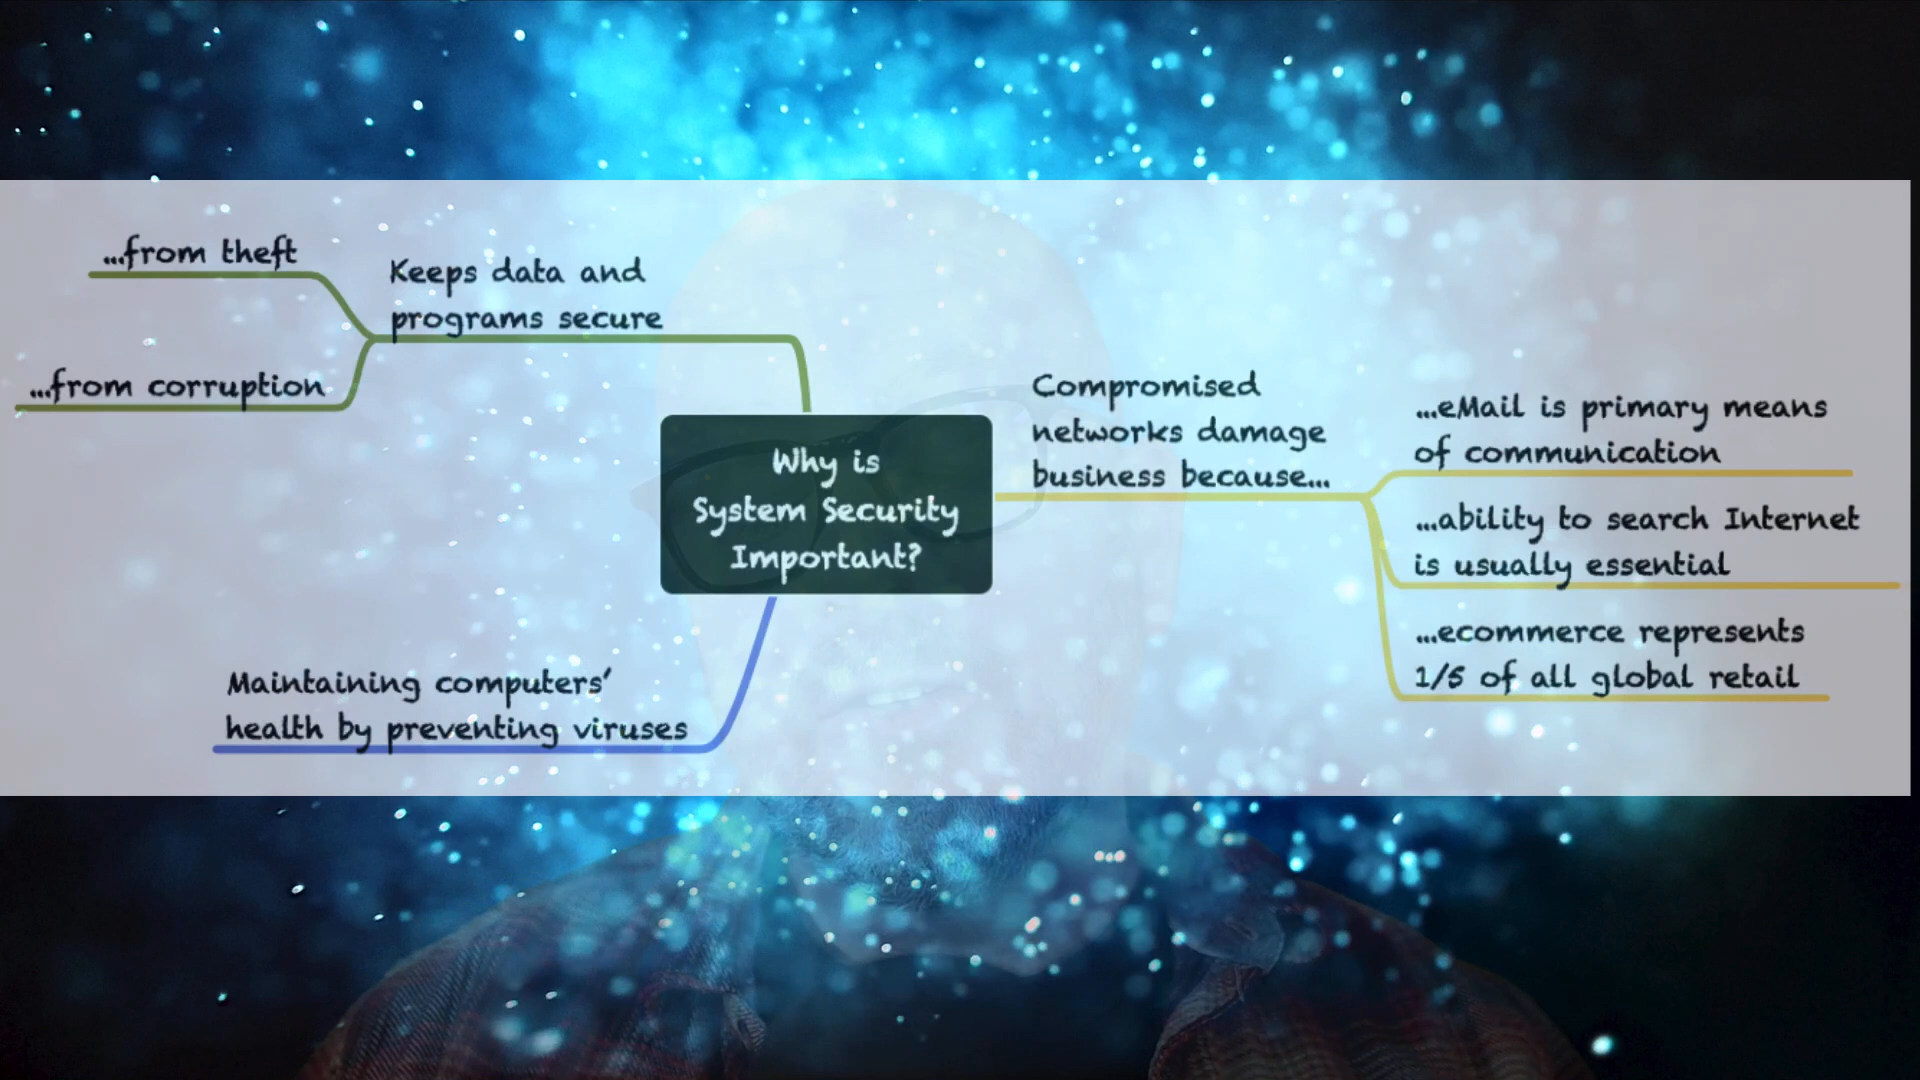 ...from theft
...from corruption
Keeps data and
programs secure
Why is
System Security
Important?
Maintaining computers'
health by preventing viruses
Compromised
networks damage
business because...
...eMail is primary means
of communication
...ability to search Internet
is usually essential
...ecommerce represents
1/5 of all global retail